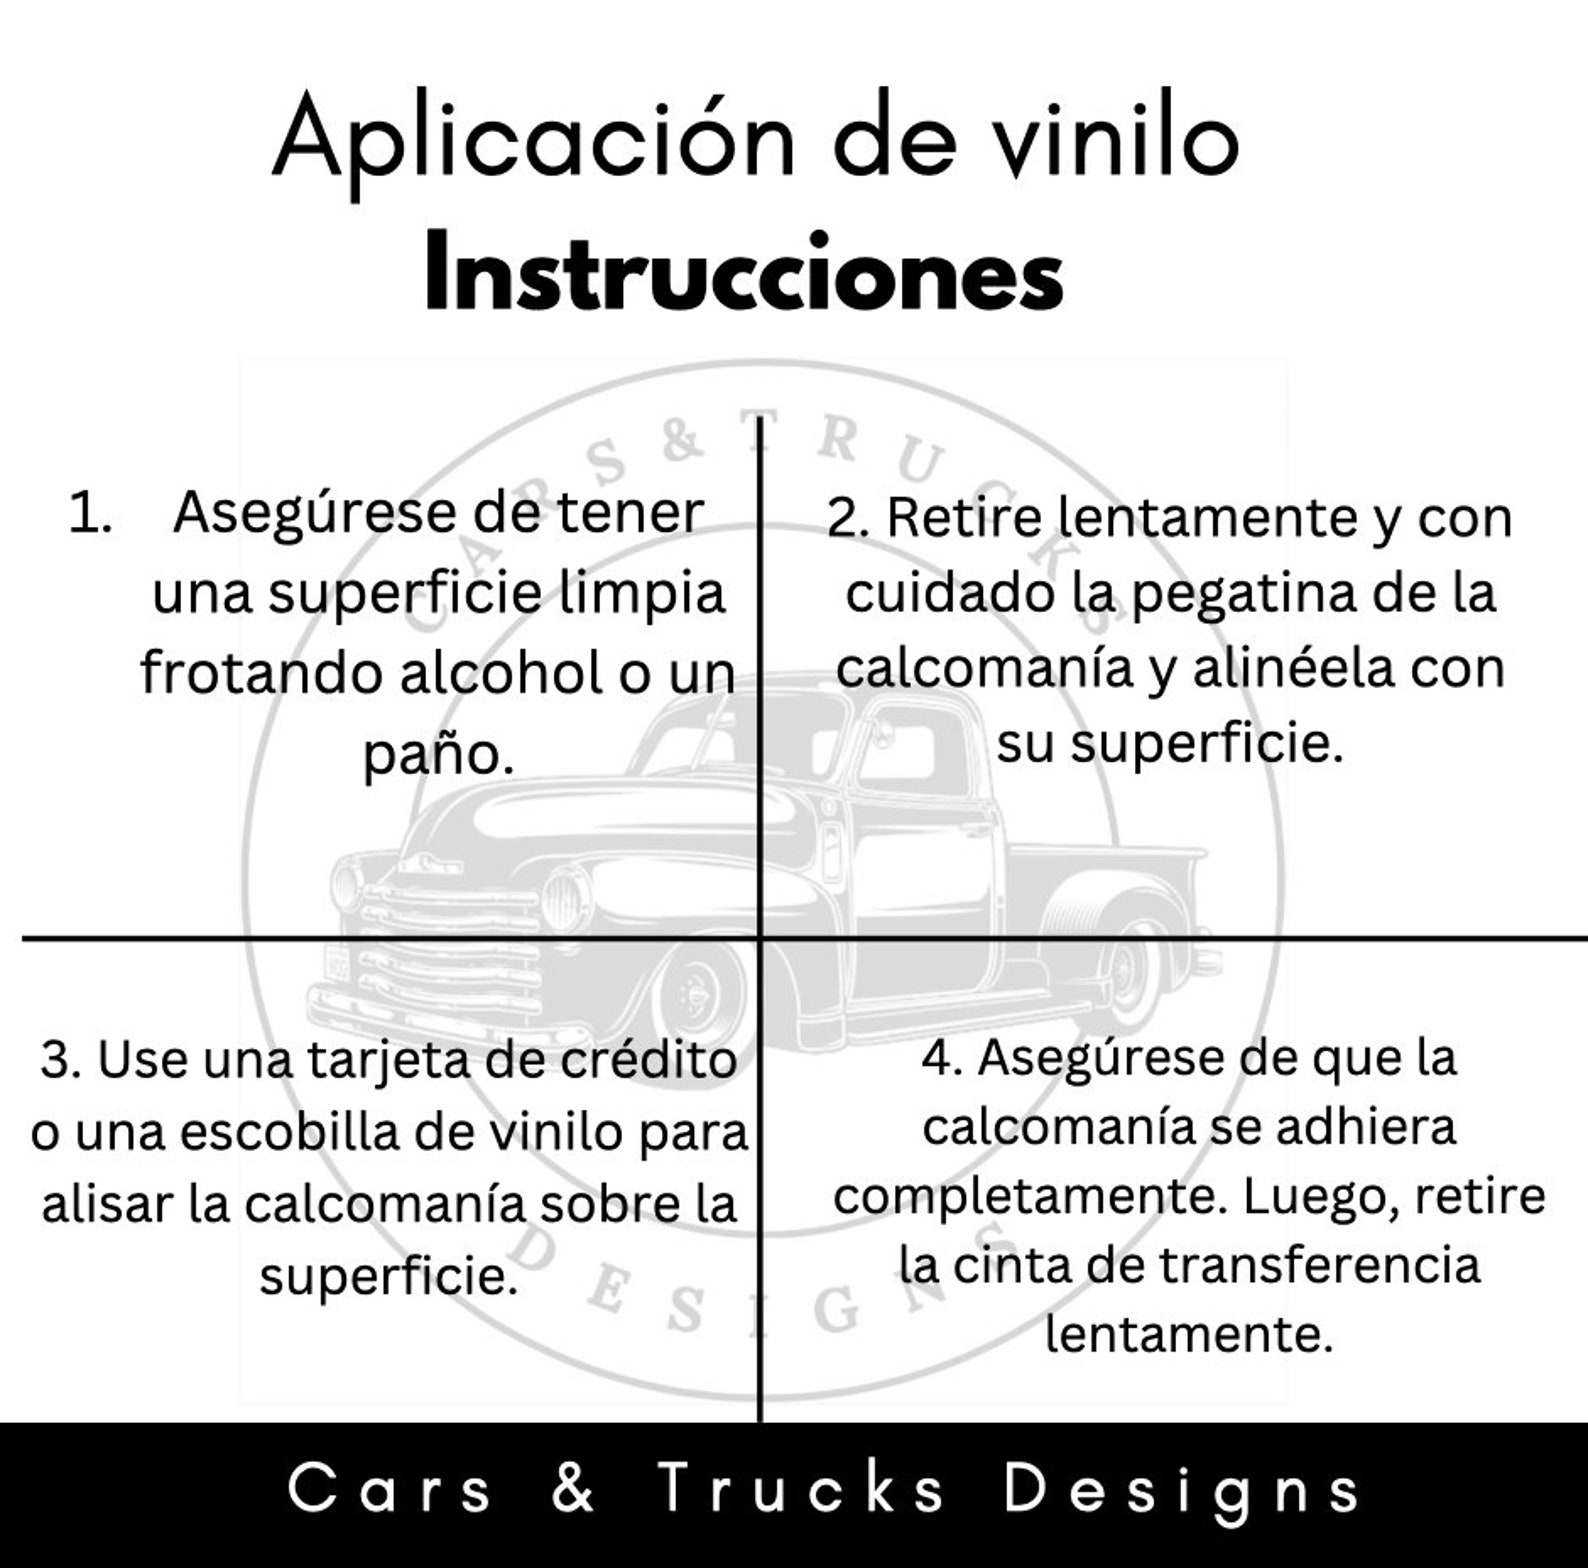 Aplicación de vinilo
Instrucciones
CARS & TRUCKS
1. Asegúrese de tener
una superficie limpia
frotando alcohol o un
paño.
2. Retire lentamente y con
cuidado la pegatina de la
calcomanía y alinéela con
su superficie.
3. Use una tarjeta de crédito
o una escobilla de vinilo para
alisar la calcomanía sobre la
superficie.
4. Asegúrese de que la
calcomanía se adhiera
completamente. Luego, retire
la cinta de transferencia
lentamente.
DESIGNS
Cars & Trucks Designs